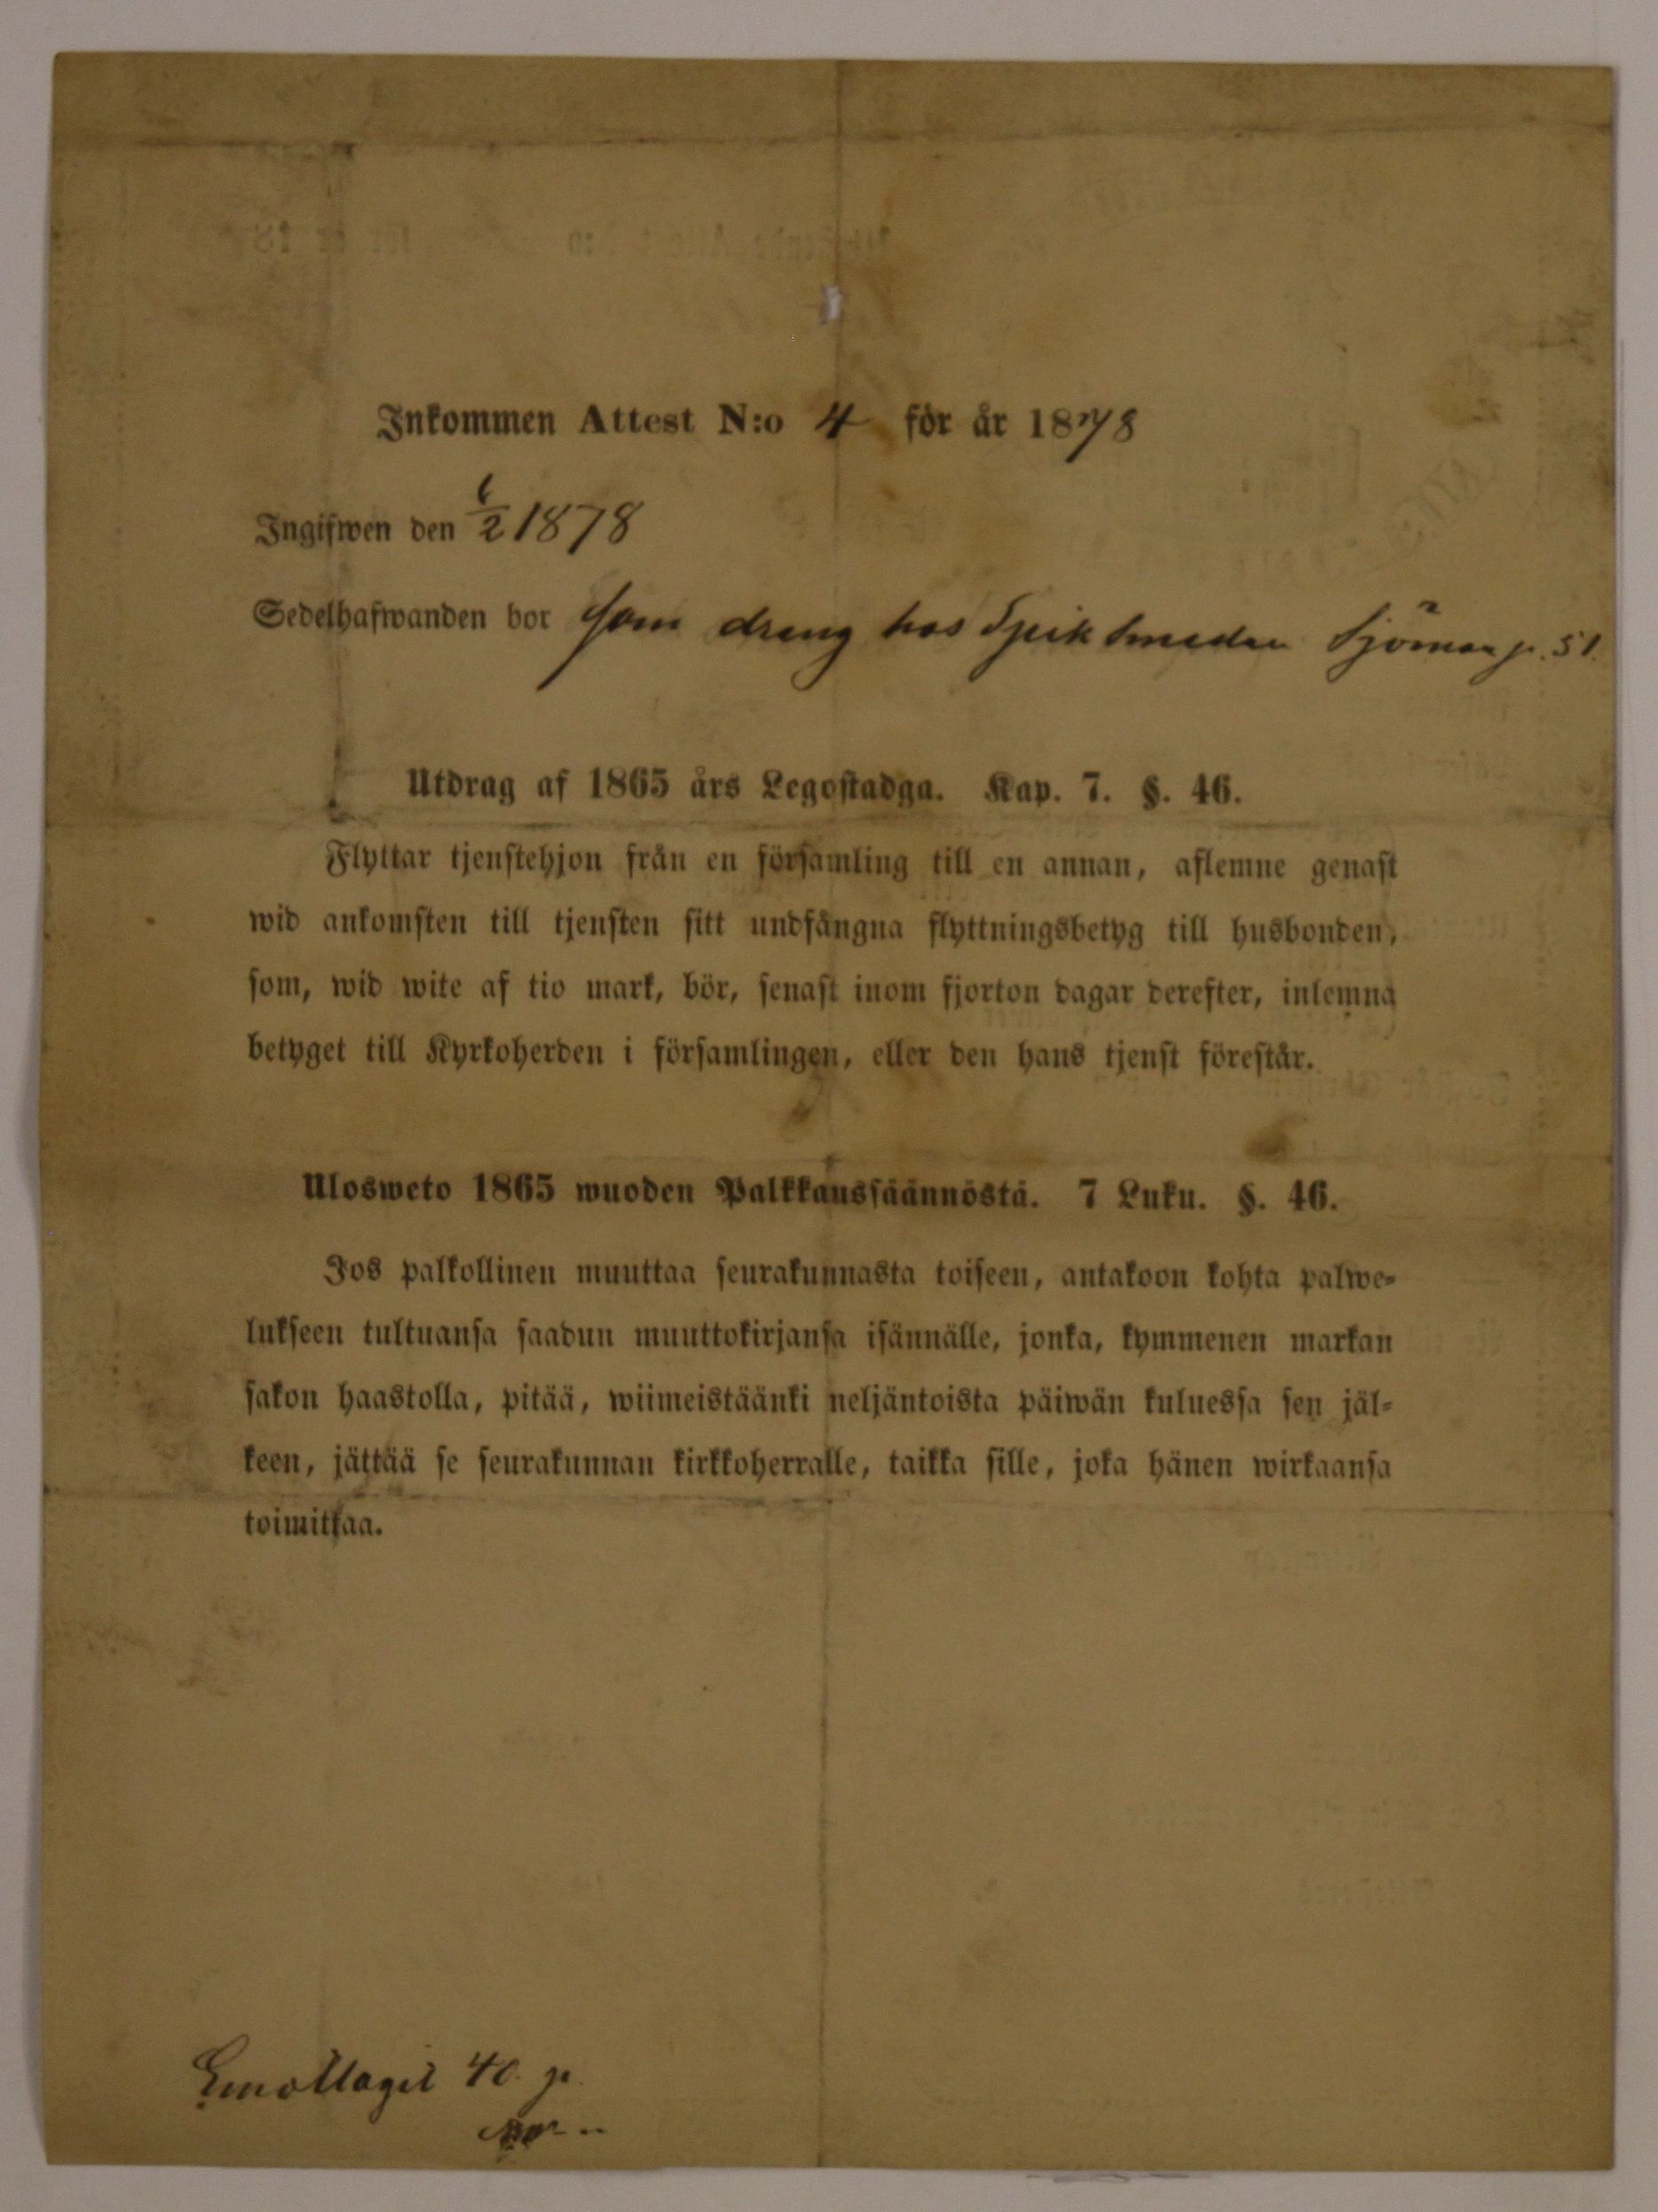 Inkommen Attest N:o 4 för år 1878
Ingifwen den 6/2 1878
Sedelhafwanden bor som dreng hos Spiksmeden Sjöman p. 51.
Utdrag af 1865 års Legostadga. Kap. 7. §. 46.
Flyttar tjenstehjon från en församling till en annan, aflemne genast
wid ankomsten till tjensten sitt undfångna flyttningsbetyg till husbonden,
som, wid wite af tio mark, bör, senast inom fjorton dagar derefter, inlemna
betyget till Kyrkoherden i församlingen, eller den hans tjenst förestår.
Ulosweto 1865 wuoden Palkkaussäännöstä. 7 Luku. §. 46.
Jos palkollinen muuttaa seurakunnasta toiseen, antakoon kohta palwe-
lukseen tultuansa saadun muuttokirjansa isännälle, jonka, kymmenen markan
sakon haastolla, pitää, wiimeistäänki neljäntoista päiwän kuluessa sen jäl-
keen, jättää se seurakunnan kirkkoherralle, taikka sille, joka hänen wirkaansa
toimittaa.
Emottagit 40. p.